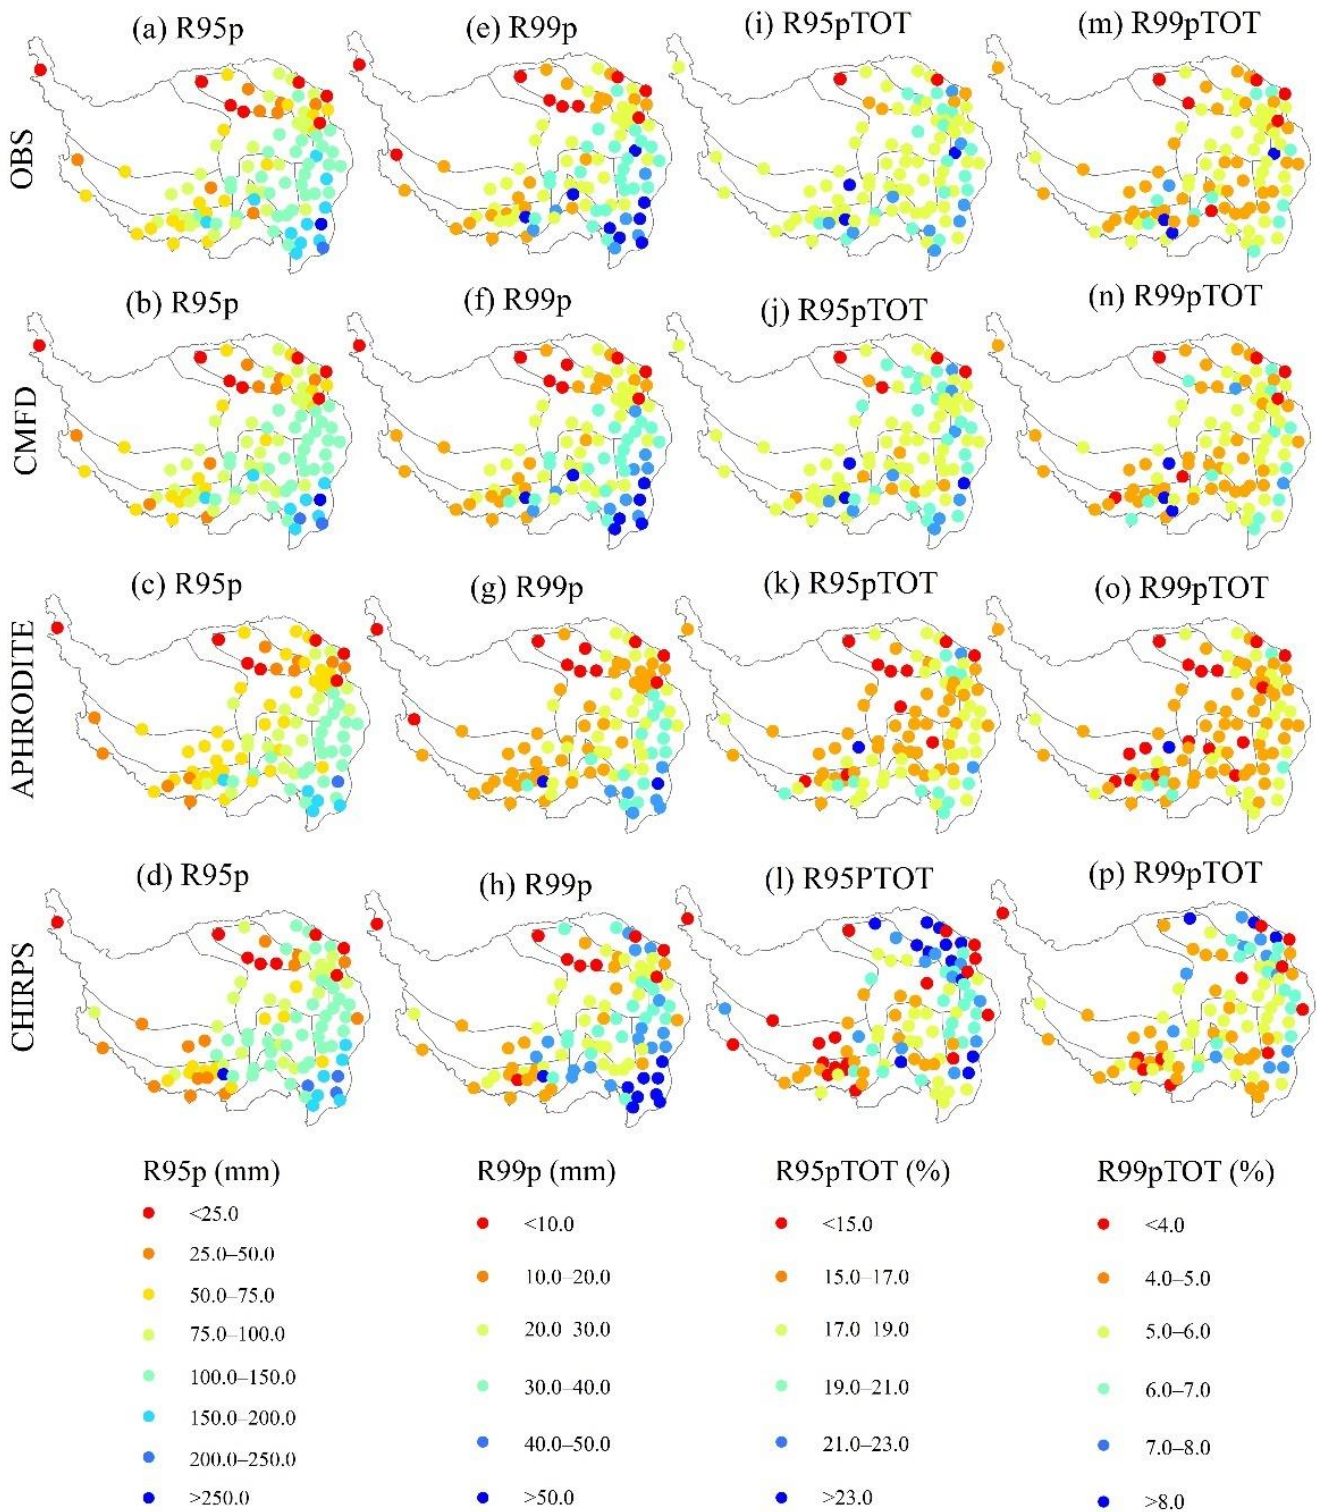 (a) R95p
(e) R99p
(i) R95pTOT
(m) R99pTOT
OBS
(b) R95p
(f) R99p
(j) R95pTOT
(n) R99pTOT
CMFD
(c) R95p
(g) R99p
(k) R95pTOT
(o) R99pTOT
APHRODITE
(d) R95p
(h) R99p
(l) R95PTOT
(p) R99pTOT
CHIRPS
R95p (mm)
<25.0
25.0–50.0
50.0–75.0
75.0–100.0
100.0–150.0
150.0–200.0
200.0–250.0
>250.0
R99p (mm)
<10.0
10.0–20.0
20.0 30.0
30.0–40.0
40.0–50.0
>50.0
R95pTOT (%)
<15.0
15.0–17.0
17.0 19.0
19.0–21.0
21.0–23.0
>23.0
R99pTOT (%)
<4.0
4.0–5.0
5.0–6.0
6.0–7.0
7.0–8.0
>8.0